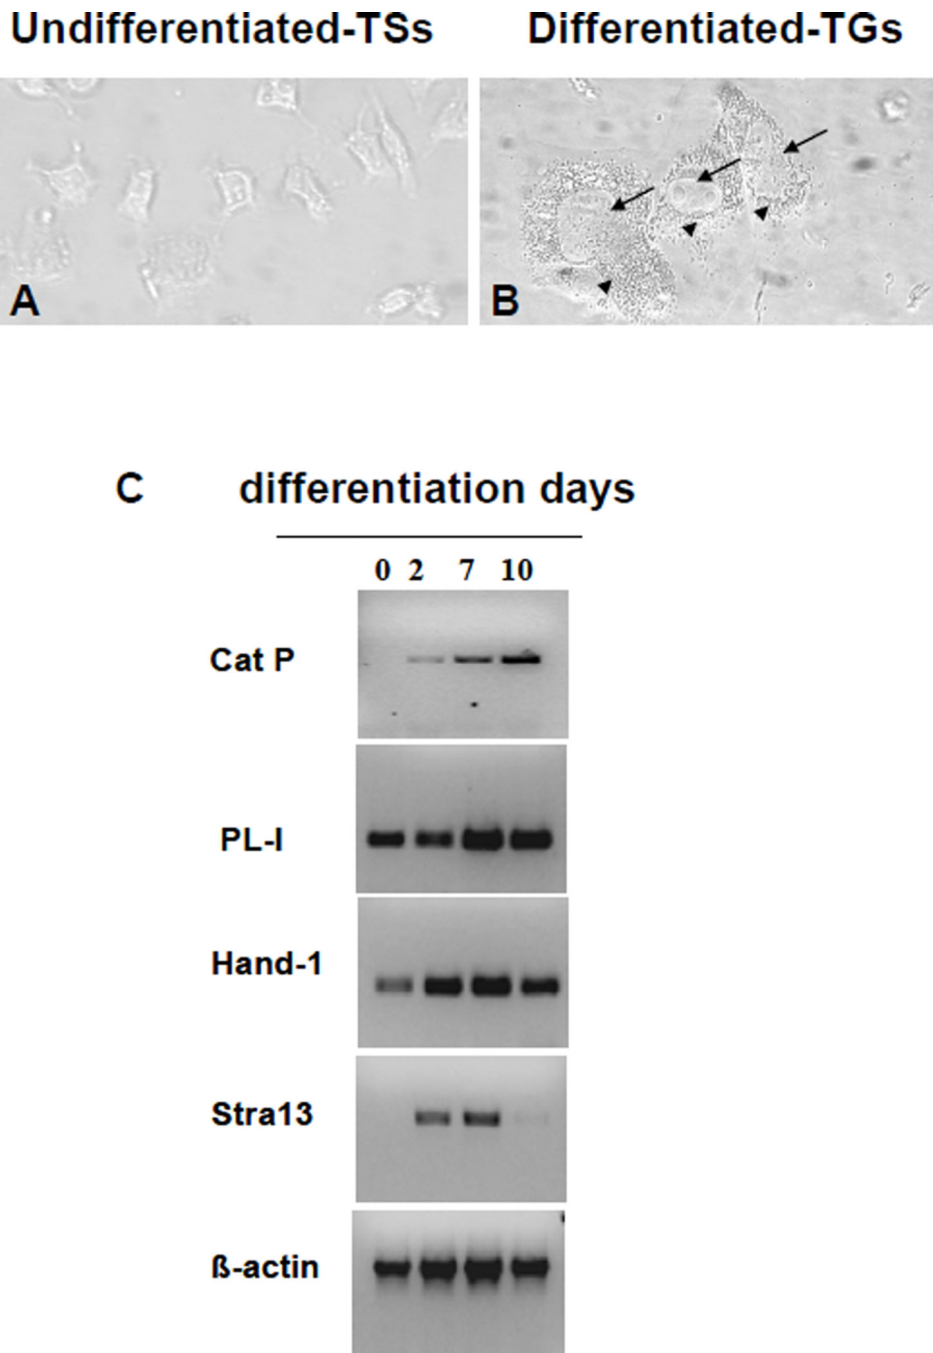 Undifferentiated-TSs
Differentiated-TGs
A
B
C
differentiation days
0 2 7 10
Cat P
PL-I
Hand-1
Stra13
ß-actin